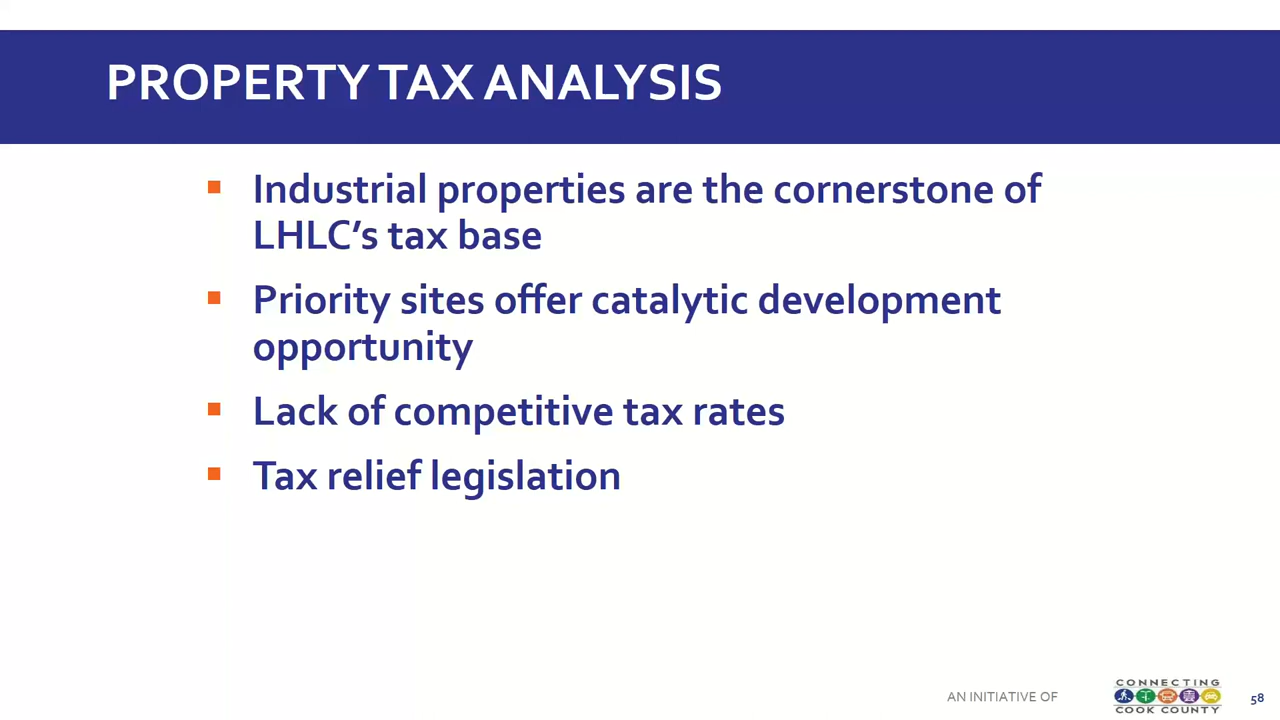 PROPERTY TAX ANALYSIS
Industrial properties are the cornerstone of
LHLC’s tax base
Priority sites offer catalytic development
opportunity
Lack of competitive tax rates
Tax relief legislation
AN INITIATIVE OF
CONNECTING
COOK COUNTY
58